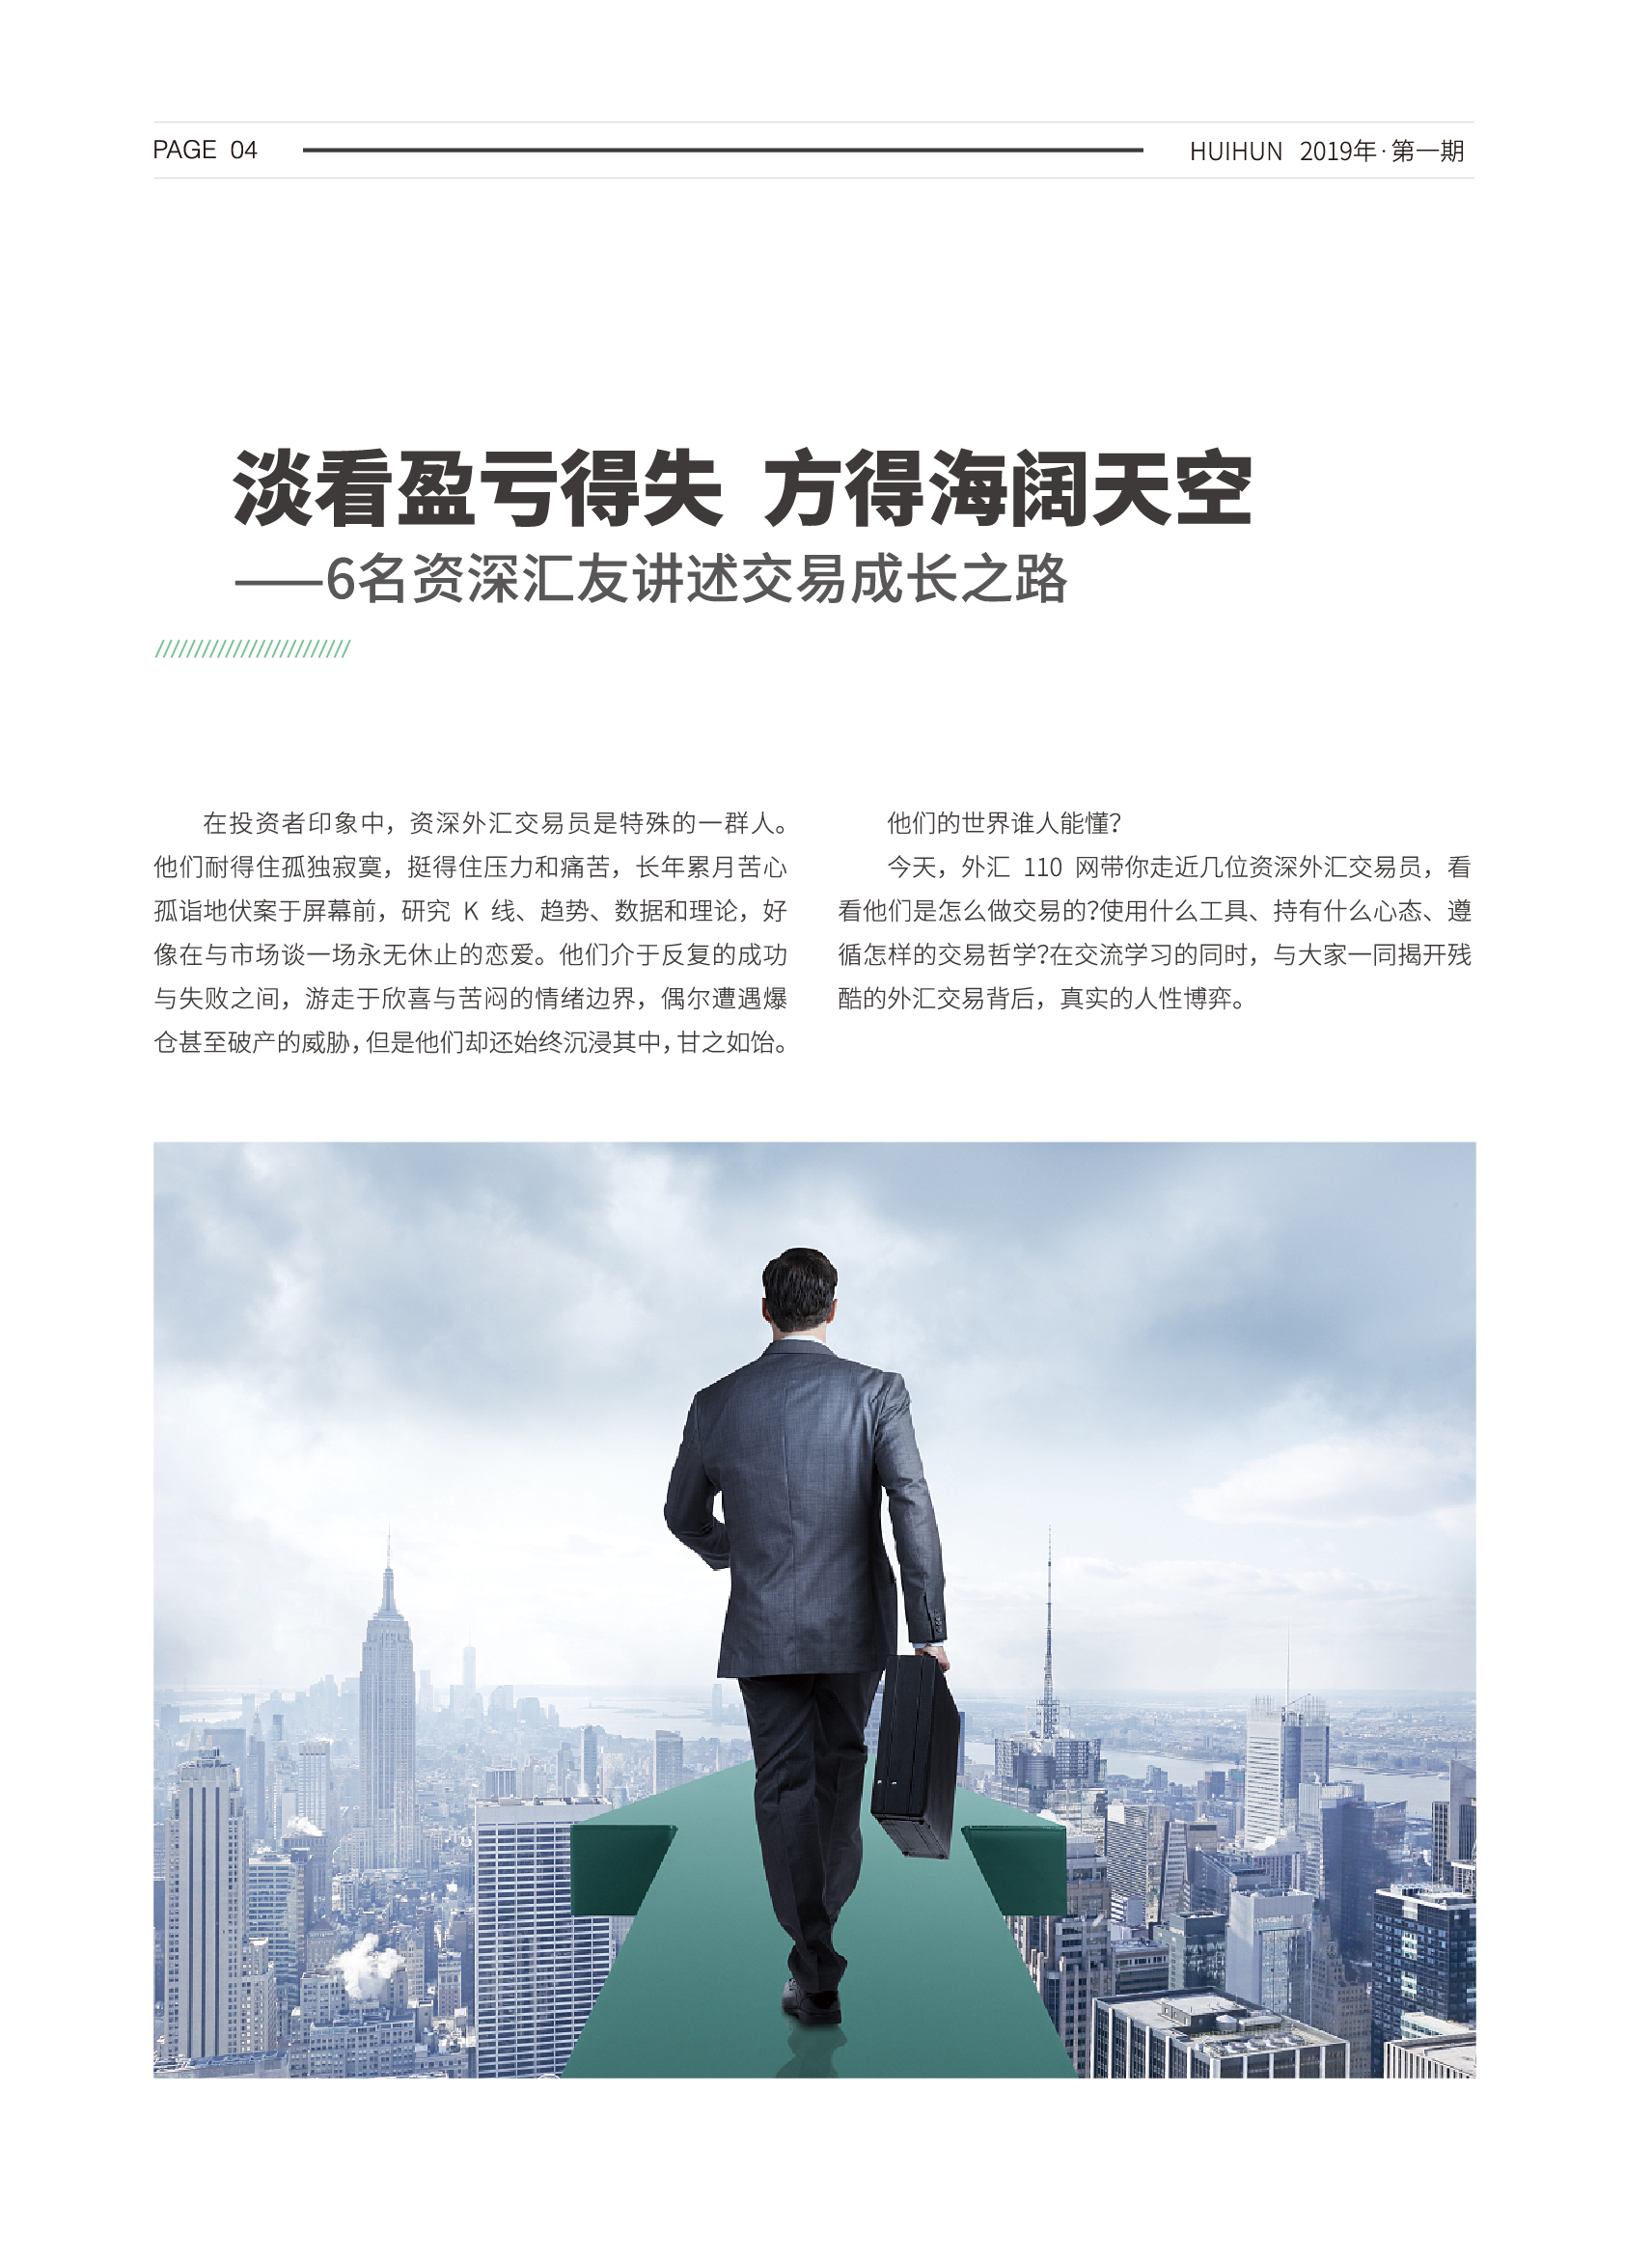 PAGE 04
HUIHUN 2019年·第一期
淡看盈亏得失 方得海阔天空
——6名资深汇友讲述交易成长之路
/////////////////////////
在投资者印象中，资深外汇交易员是特殊的一群人。
他们耐得住孤独寂寞，挺得住压力和痛苦，长年累月苦心
孤诣地伏案于屏幕前，研究 K 线、趋势、数据和理论，好
像在与市场谈一场永无休止的恋爱。他们介于反复的成功
与失败之间，游走于欣喜与苦闷的情绪边界，偶尔遭遇爆
仓甚至破产的威胁，但是他们却还始终沉浸其中，甘之如饴。
他们的世界谁人能懂?
今天，外汇 110 网带你走近几位资深外汇交易员，看
看他们是怎么做交易的?使用什么工具、持有什么心态、遵
循怎样的交易哲学?在交流学习的同时，与大家一同揭开残
酷的外汇交易背后，真实的人性博弈。